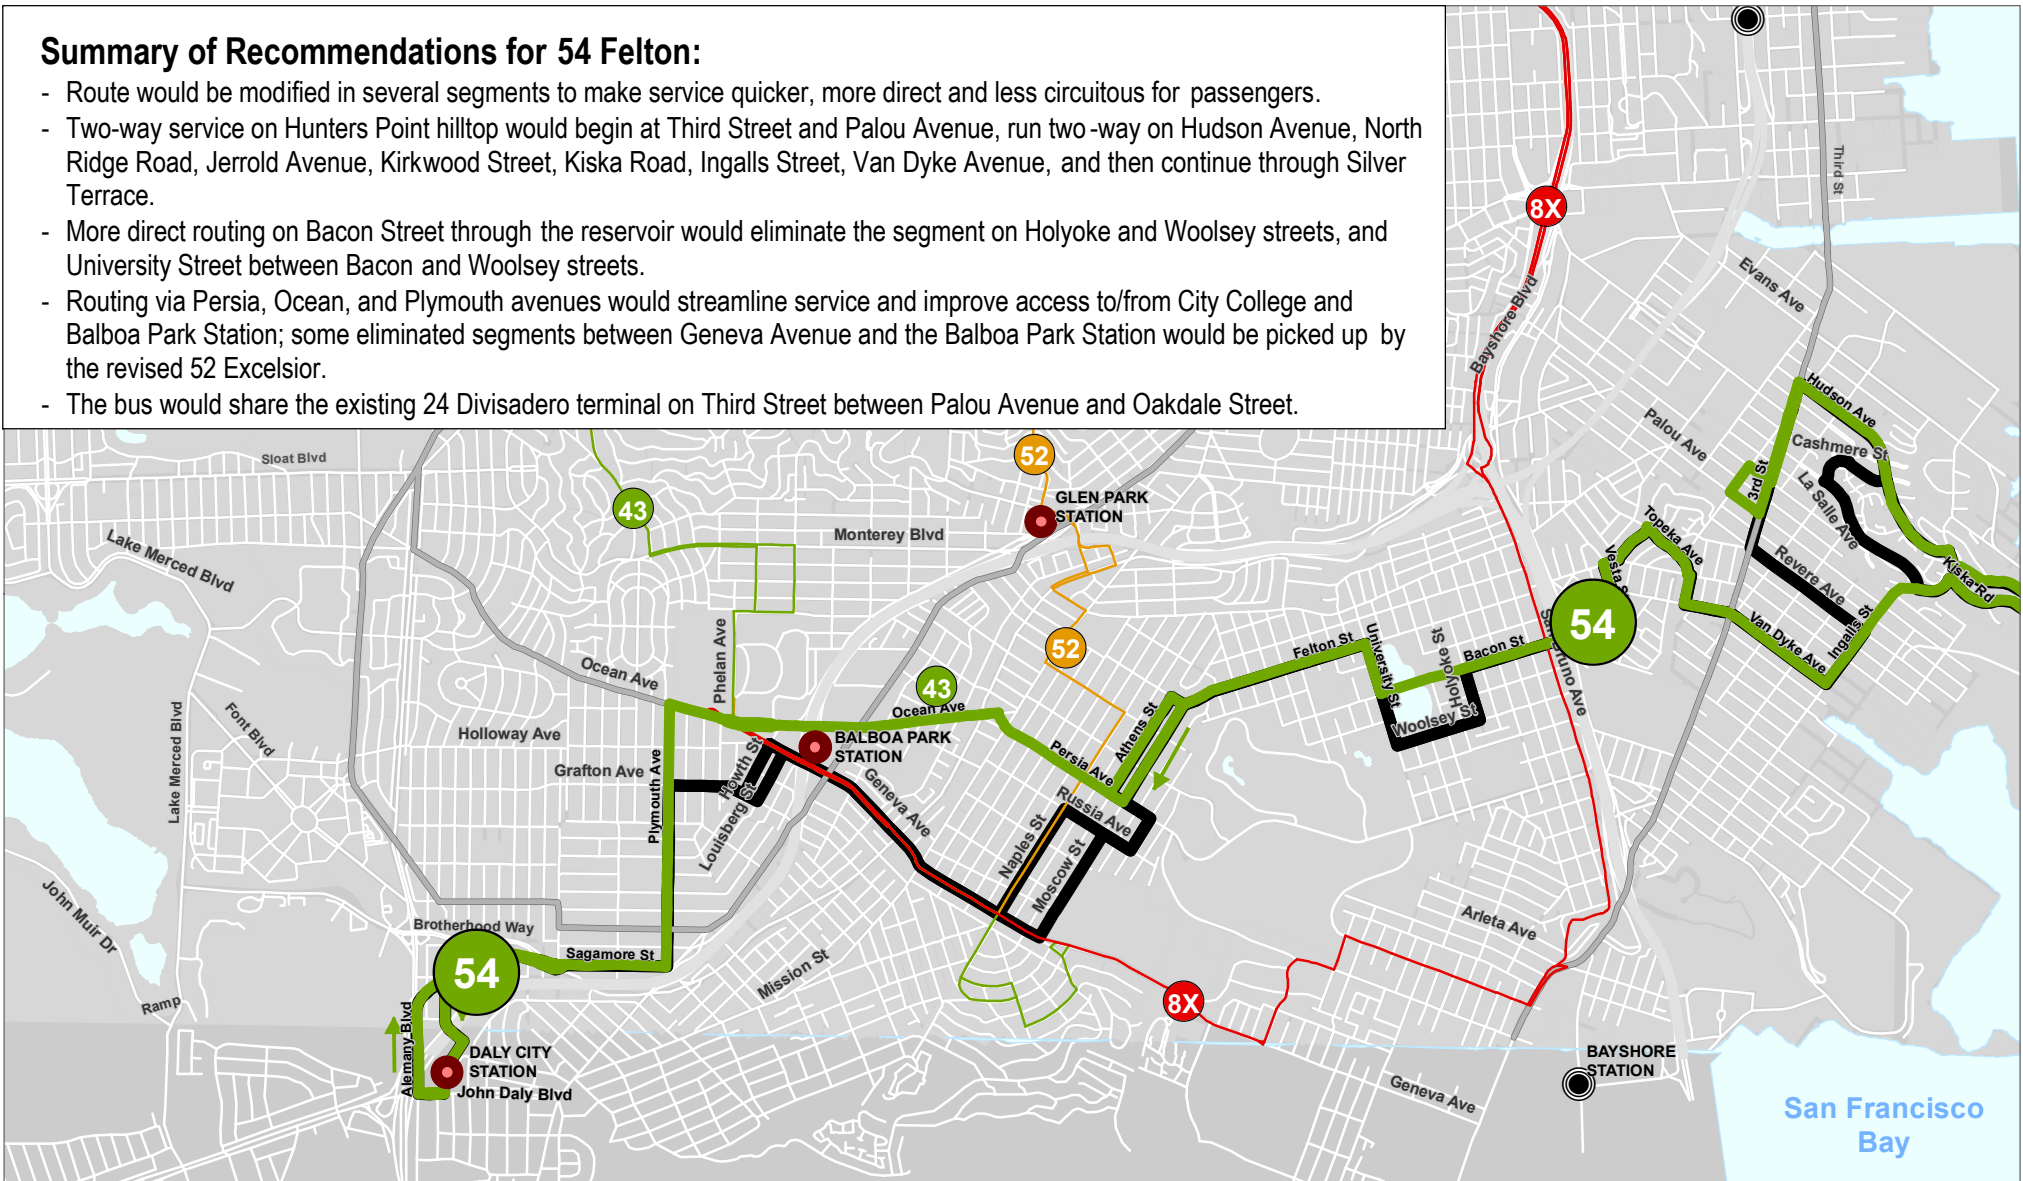 Summary of Recommendations for 54 Felton:
- Route would be modified in several segments to make service quicker, more direct and less circuitous for passengers.
- Two-way service on Hunters Point hilltop would begin at Third Street and Palou Avenue, run two-way on Hudson Avenue, North
Ridge Road, Jerrold Avenue, Kirkwood Street, Kiska Road, Ingalls Street, Van Dyke Avenue, and then continue through Silver
Terrace.
- More direct routing on Bacon Street through the reservoir would eliminate the segment on Holyoke and Woolsey streets, and
University Street between Bacon and Woolsey streets.
- Routing via Persia, Ocean, and Plymouth avenues would streamline service and improve access to/from City College and
Balboa Park Station; some eliminated segments between Geneva Avenue and the Balboa Park Station would be picked up by
the revised 52 Excelsior.
- The bus would share the existing 24 Divisadero terminal on Third Street between Palou Avenue and Oakdale Street.
Third St
8X
Evans Ave
Bayshore Blvd
Hudson Ave
Palou Ave
Cashmere St
Sloat Blvd
52
3rd St
La Salle Ave
43
GLEN PARK
STATION
Monterey Blvd
Lake Merced Blvd
Topeka Ave
Vesta
Revere Ave
Kiska Rd
54
Ingalls St
Van Dyke Ave
Phelan Ave
52
Felton St
University St
Holyoke St
Bacon St
San Bruno Ave
Ocean Ave
43
Ocean Ave
Lake Merced Blvd
Font Blvd
Holloway Ave
BALBOA PARK
STATION
Athens St
Woolsey St
Persia Ave
Grafton Ave
Howth St
Plymouth Ave
Louisberg St
Geneva Ave
Russia Ave
Naples St
Moscow St
John Muir Dr
Brotherhood Way
Arleta Ave
54
Sagamore St
Mission St
Ramp
8X
Alemany Blvd
DALY CITY
STATION
John Daly Blvd
BAYSHORE
STATION
Geneva Ave
San Francisco
Bay